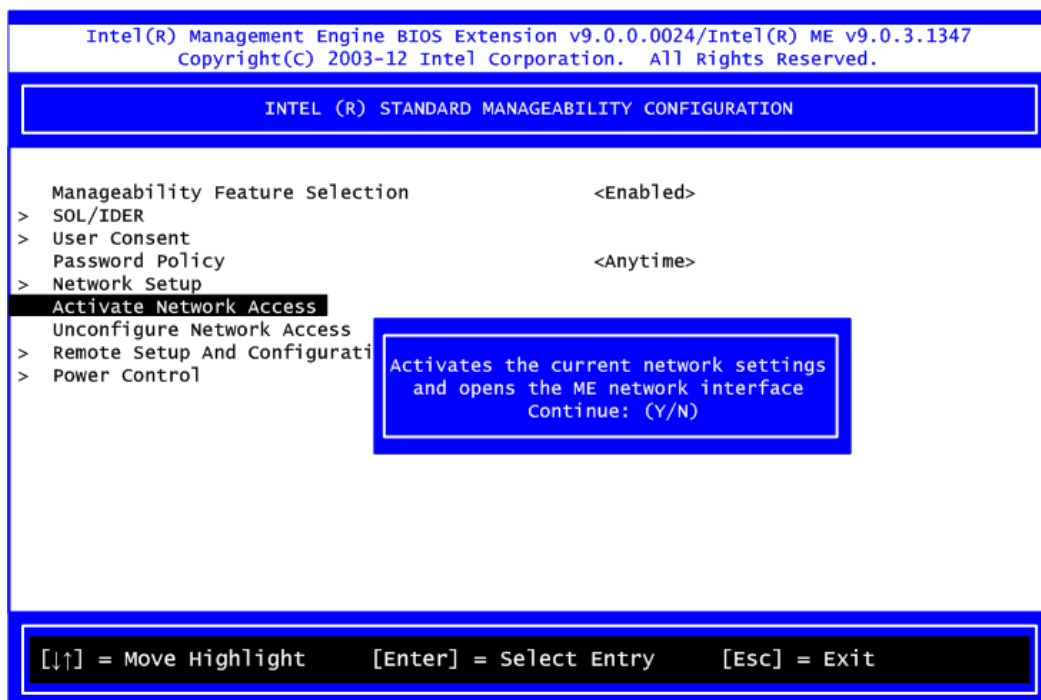 Intel(R) Management Engine BIOS Extension v9.0.0.0024/Intel(R) ME v9.0.3.1347
Copyright(C) 2003-12 Intel Corporation. All Rights Reserved.
INTEL (R) STANDARD MANAGEABILITY CONFIGURATION
Manageability Feature Selection <Enabled>
> SOL/IDER
> User Consent
Password Policy <Anytime>
> Network Setup
Activate Network Access
Unconfigure Network Access
> Remote Setup And Configurati
> Power Control
Activates the current network settings
and opens the ME network interface
Continue: (Y/N)
[↓↑] = Move Highlight [Enter] = Select Entry [Esc] = Exit